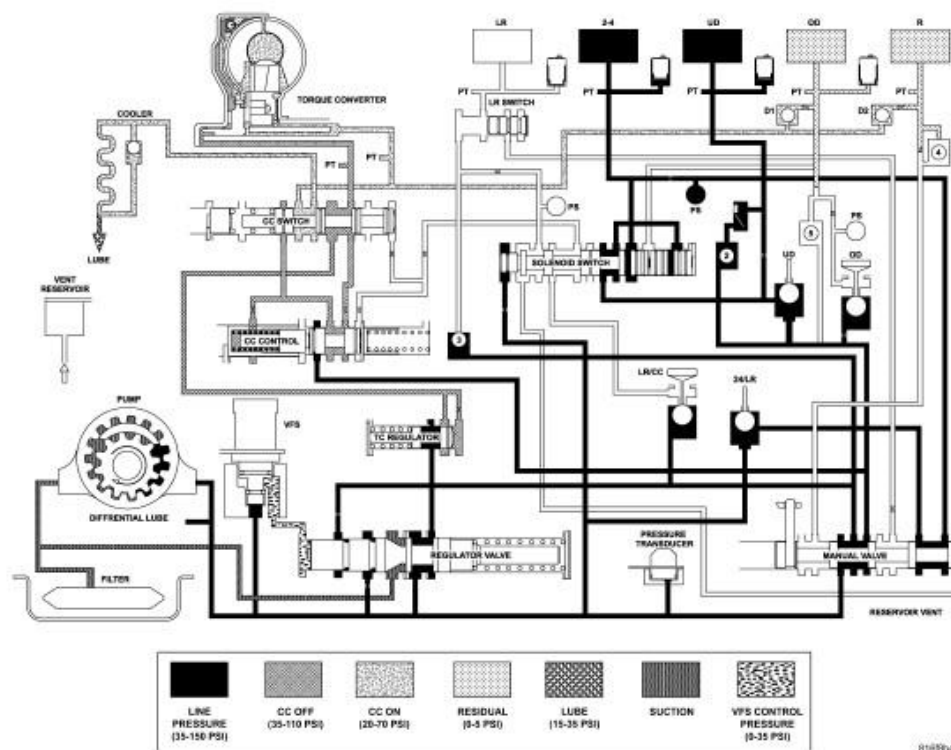 LR
2-4
UD
OD
R
PT
PT
PT
PT
PT
LR SWITCH
D1
D2
4
TORQUE CONVERTER
COOLER
PT
PT
LUBE
CC SWITCH
PS
PS
5
PS
SOLENOID SWITCH
2
UD
OD
VENT
RESERVOIR
CC CONTROL
3
LR/CC
24/LR
PUMP
VFS
TC REGULATOR
DIFFRENTIAL LUBE
REGULATOR VALVE
PRESSURE
TRANSDUCER
MANUAL VALVE
FILTER
RESERVOIR VENT
LINE
PRESSURE
(35-150 PSI)
CC OFF
(35-110 PSI)
CC ON
(20-70 PSI)
RESIDUAL
(0-5 PSI)
LUBE
(15-35 PSI)
SUCTION
VFS CONTROL
PRESSURE
(0-35 PSI)